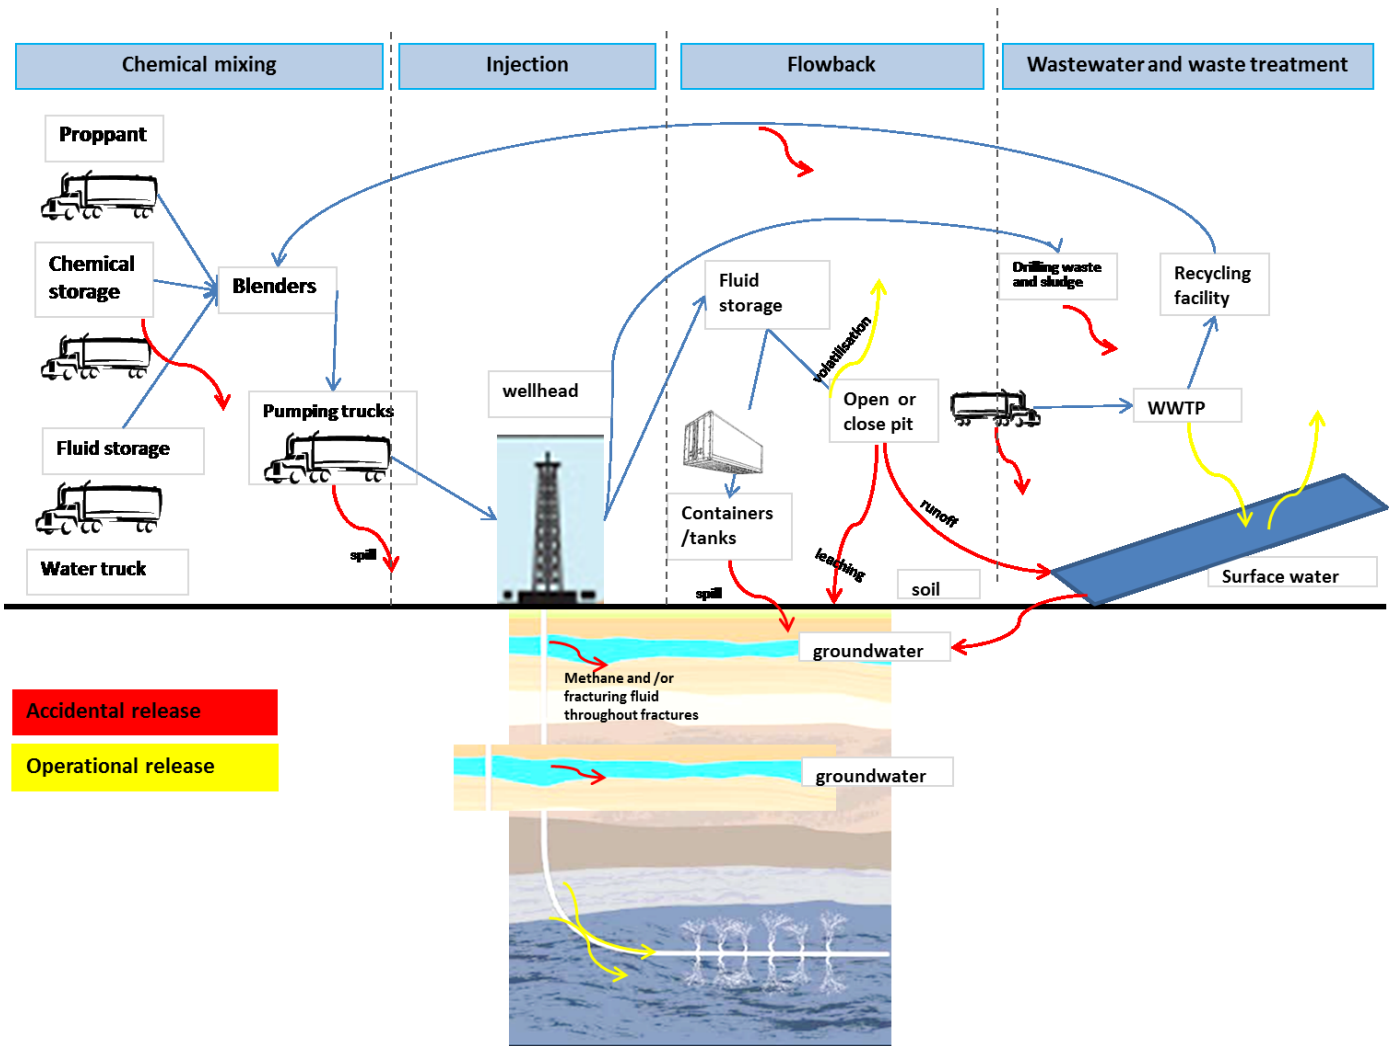 Chemical mixing
Injection
Flowback
Wastewater and waste treatment
Proppant
Chemical
storage
Blenders
Pumping trucks
Fluid storage
Water truck
spill
wellhead
Fluid
storage
volatilisation
Open or
close pit
Containers
/tanks
spill
leaching
runoff
soil
Drilling waste
and sludge
Recycling
facility
WWTP
Surface water
groundwater
Methane and /or
fracturing fluid
throughout fractures
groundwater
Accidental release
Operational release